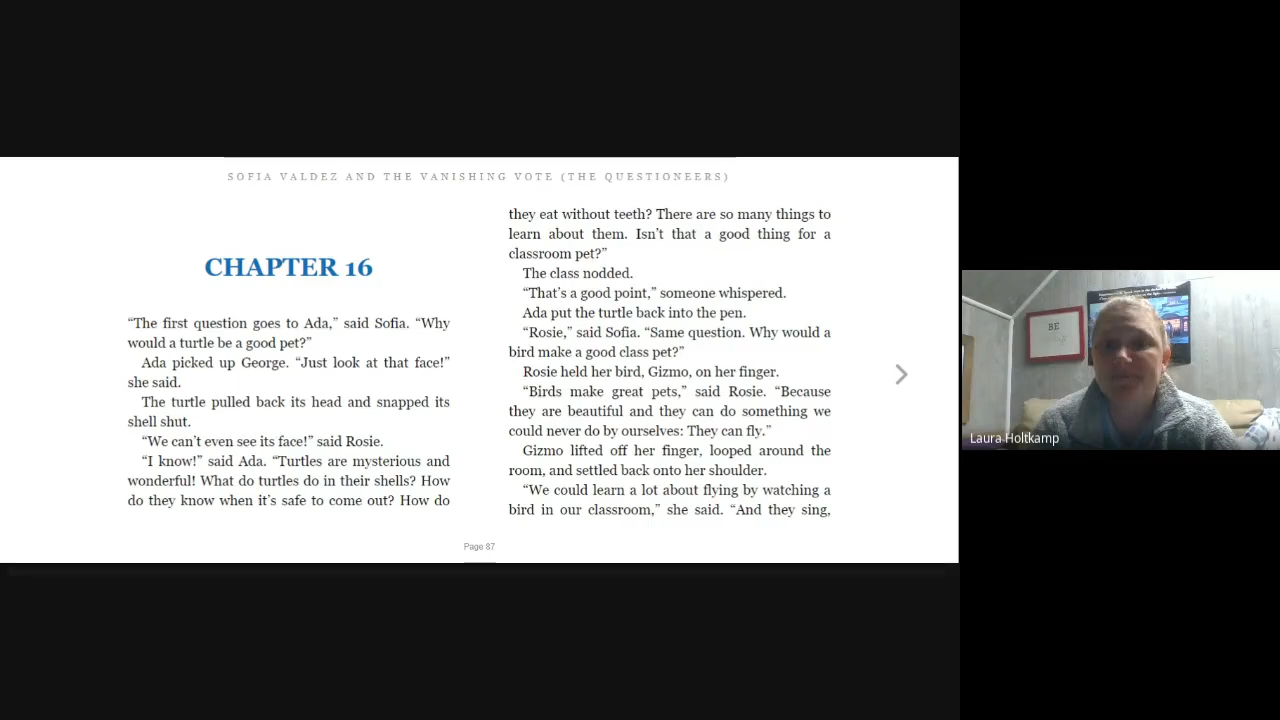 SOFIA VALDEZ AND THE VANISHING VOTE (THE QUESTIONEERS)
CHAPTER 16
“The first question goes to Ada,” said Sofia. “Why
would a turtle be a good pet?”
Ada picked up George. “Just look at that face!”
she said.
The turtle pulled back its head and snapped its
shell shut.
“We can’t even see its face!” said Rosie.
“I know!” said Ada. “Turtles are mysterious and
wonderful! What do turtles do in their shells? How
do they know when it’s safe to come out? How do
they eat without teeth? There are so many things to
learn about them. Isn’t that a good thing for a
classroom pet?”
The class nodded.
“That’s a good point,” someone whispered.
Ada put the turtle back into the pen.
“Rosie,” said Sofia. “Same question. Why would a
bird make a good class pet?”
Rosie held her bird, Gizmo, on her finger.
“Birds make great pets,” said Rosie. “Because
they are beautiful and they can do something we
could never do by ourselves: They can fly.”
Gizmo lifted off her finger, looped around the
room, and settled back onto her shoulder.
“We could learn a lot about flying by watching a
bird in our classroom,” she said. “And they sing,
Page 87
BE
Laura Holtkamp